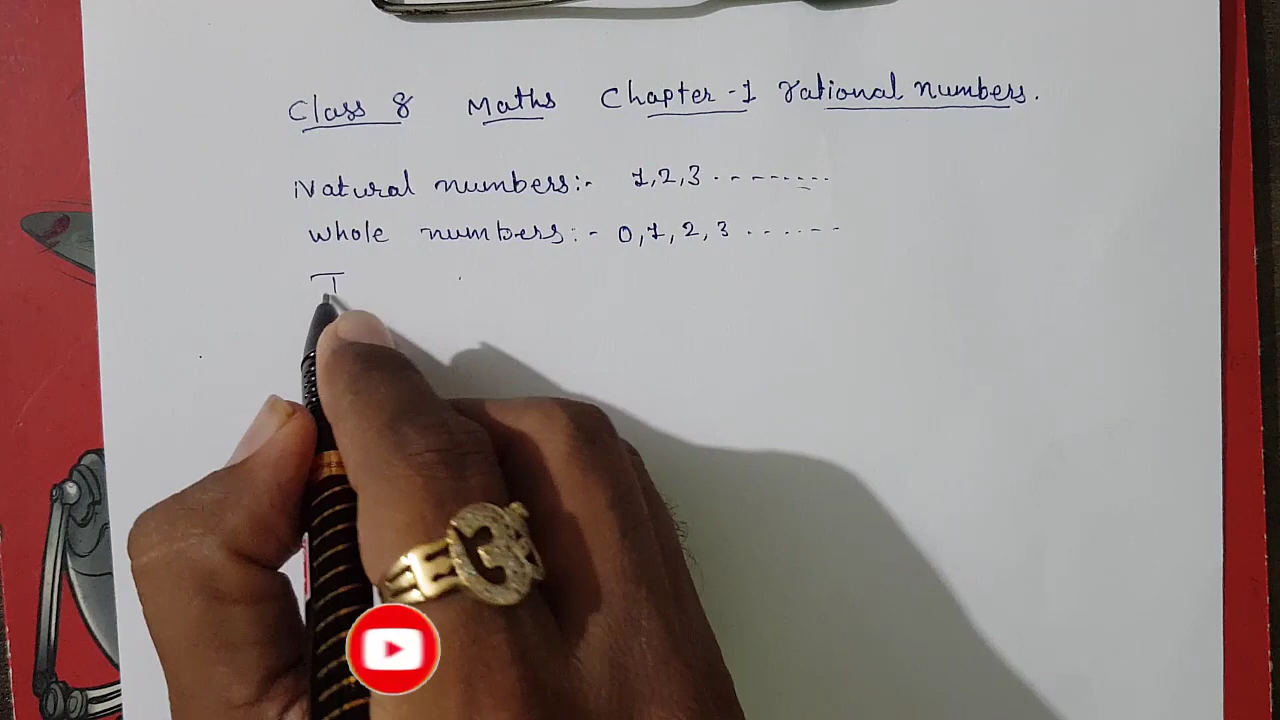 Class 8 Maths Chapter-1 rational numbers.
Natural numbers:- 1,2,3 .........
Whole numbers:- 0,1,2,3 ......